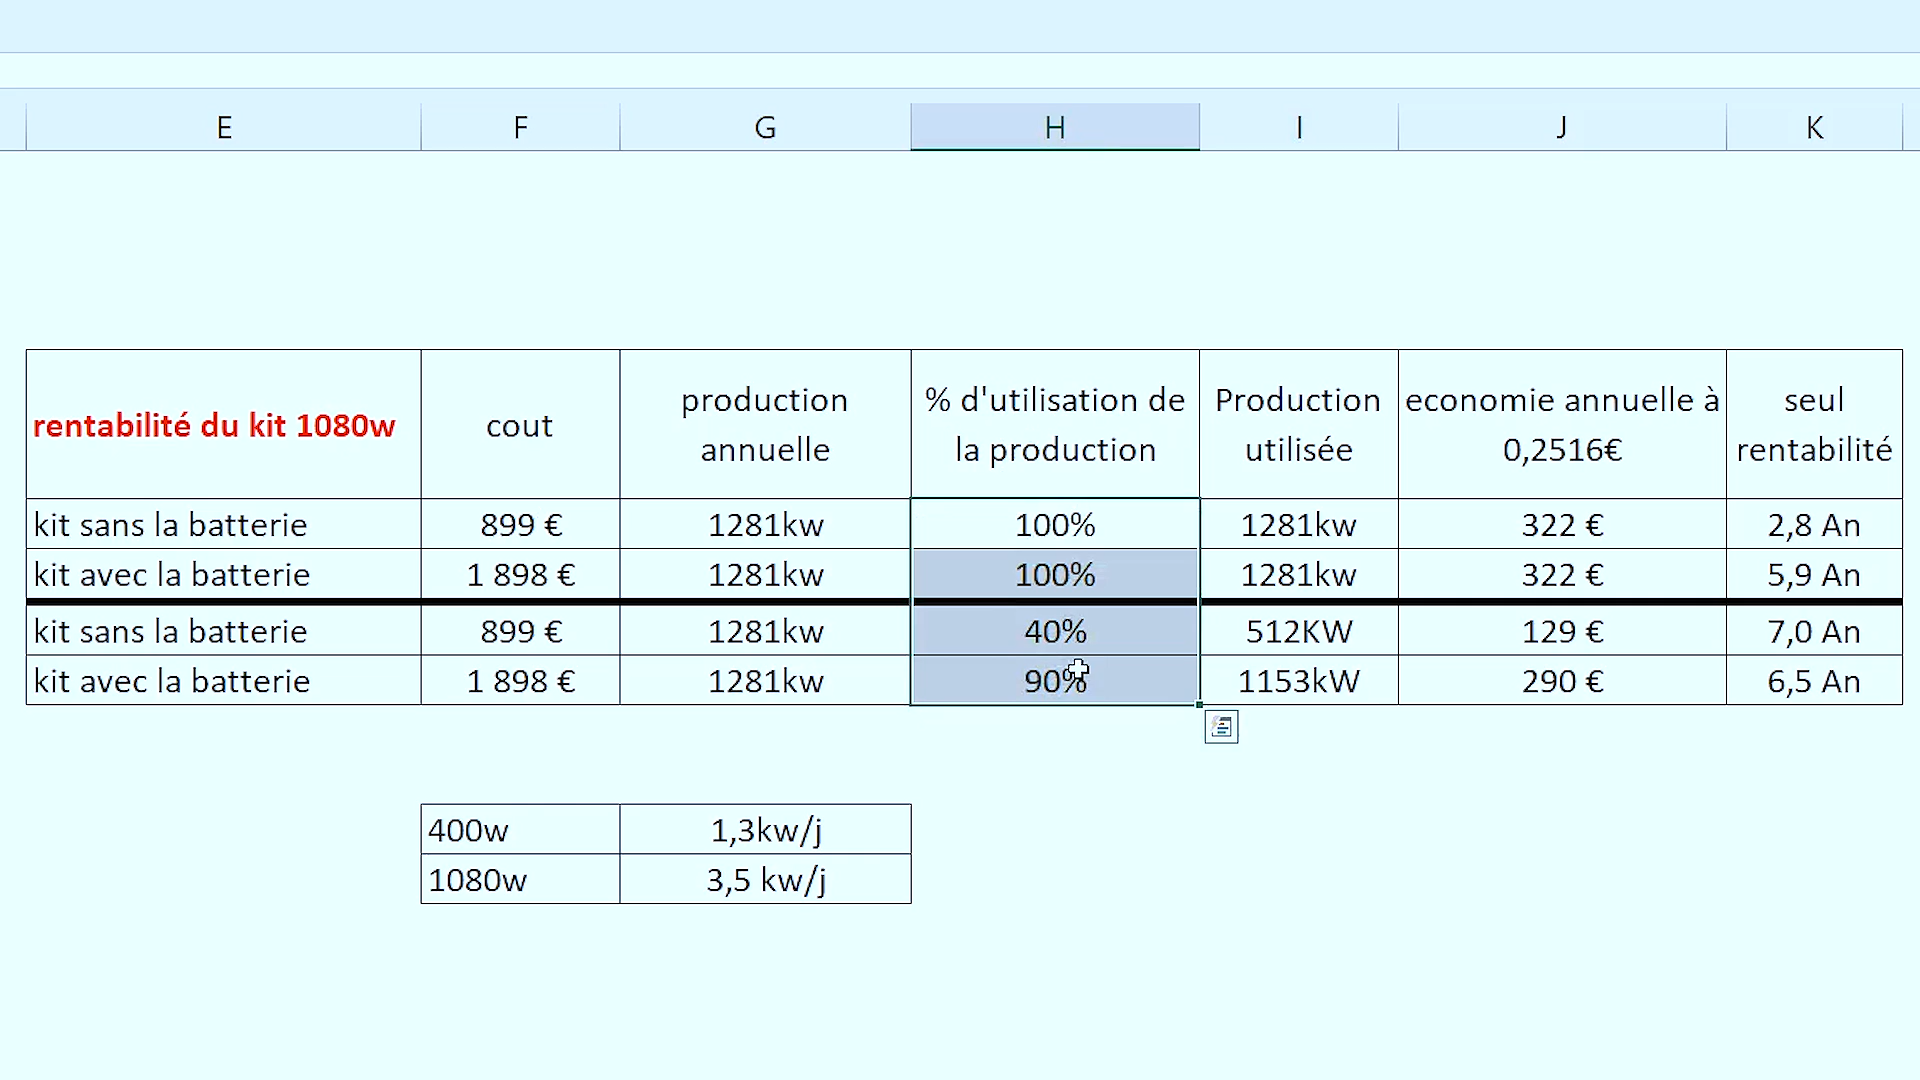 E F G H I J K
rentabilité du kit 1080w cout production annuelle % d'utilisation de la production Production utilisée economie annuelle à 0,2516€ seul rentabilité
kit sans la batterie 899 € 1281kw 100% 1281kw 322 € 2,8 An
kit avec la batterie 1 898 € 1281kw 100% 1281kw 322 € 5,9 An
kit sans la batterie 899 € 1281kw 40% 512KW 129 € 7,0 An
kit avec la batterie 1 898 € 1281kw 90% 1153kW 290 € 6,5 An
400w 1,3kw/j
1080w 3,5 kw/j